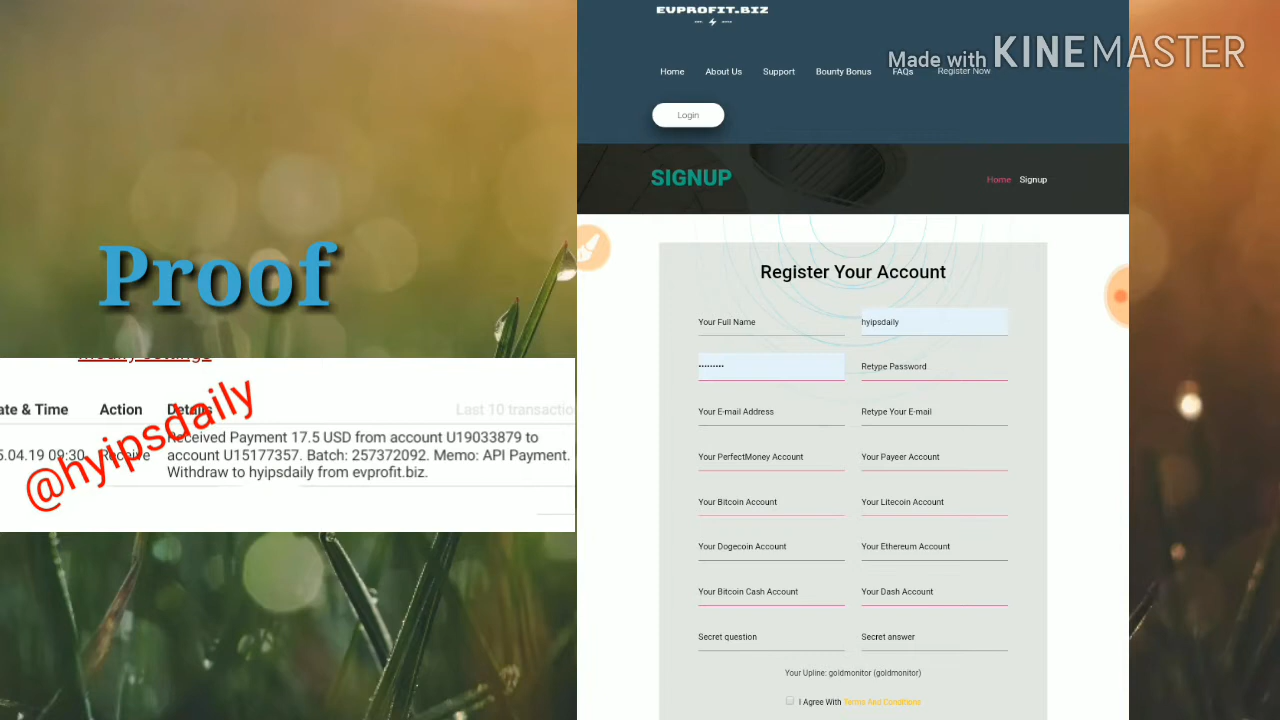 Proof
Modify Settings
ate & Time Action Details Last 10 transactio
5.04.19 09:30 Receive
Received Payment 17.5 USD from account U19033879 to
account U15177357. Batch: 257372092. Memo: API Payment.
Withdraw to hyipsdaily from evprofit.biz.
@hyipsdaily
EVPROFIT.BIZ
Made with KINEMASTER
Home About Us Support Bounty Bonus FAQs Register Now
Login
SIGNUP
Home Signup
Register Your Account
Your Full Name hyipsdaily
••••••••• Retype Password
Your E-mail Address Retype Your E-mail
Your PerfectMoney Account Your Payeer Account
Your Bitcoin Account Your Litecoin Account
Your Dogecoin Account Your Ethereum Account
Your Bitcoin Cash Account Your Dash Account
Secret question Secret answer
Your Upline: goldmonitor (goldmonitor)
I Agree With Terms And Conditions